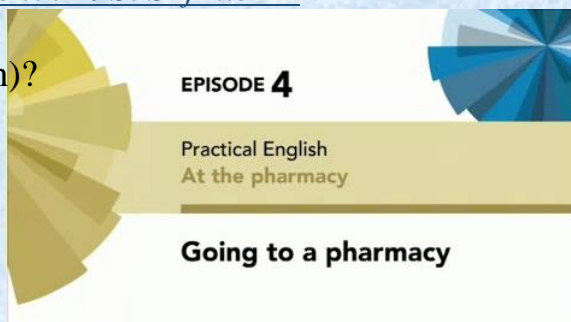 n)?
EPISODE 4
Practical English
At the pharmacy
Going to a pharmacy